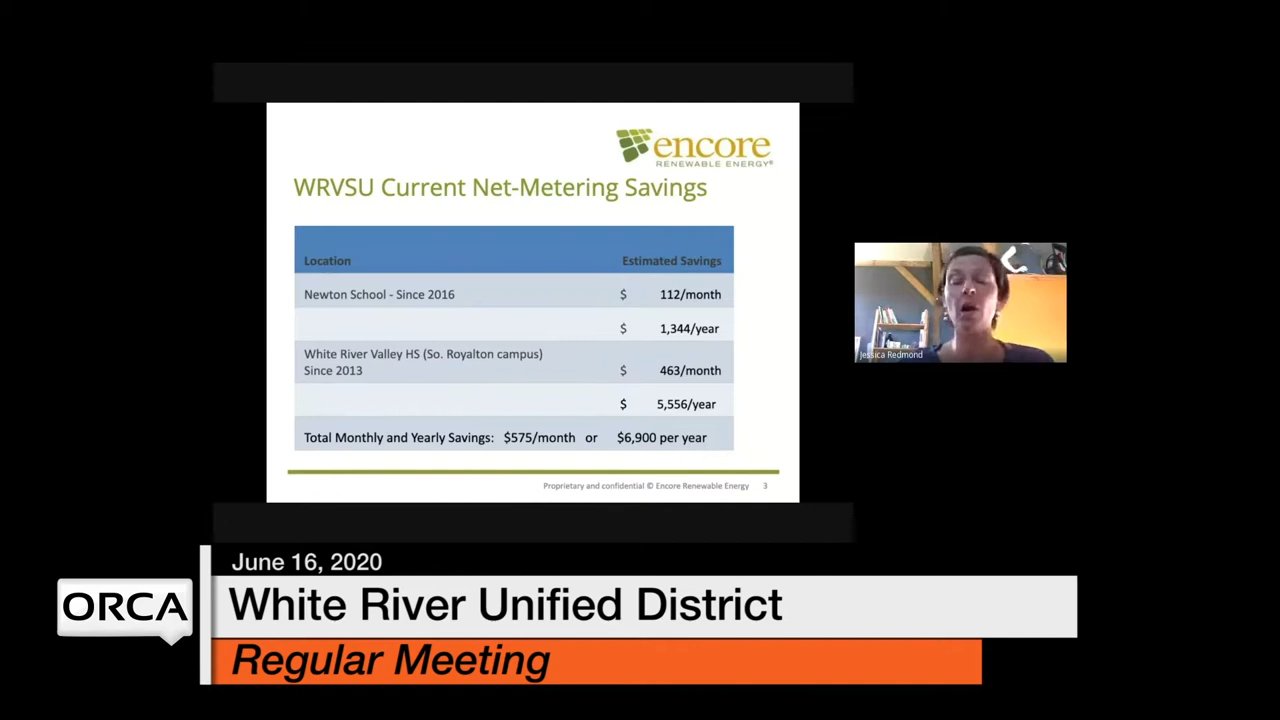 encore
RENEWABLE ENERGY®
WRVSU Current Net-Metering Savings
Location Estimated Savings
Newton School - Since 2016 $ 112/month
$ 1,344/year
White River Valley HS (So. Royalton campus)
Since 2013 $ 463/month
$ 5,556/year
Total Monthly and Yearly Savings: $575/month or $6,900 per year
Proprietary and confidential © Encore Renewable Energy 3
Jessica Redmond
June 16, 2020
ORCA
White River Unified District
Regular Meeting